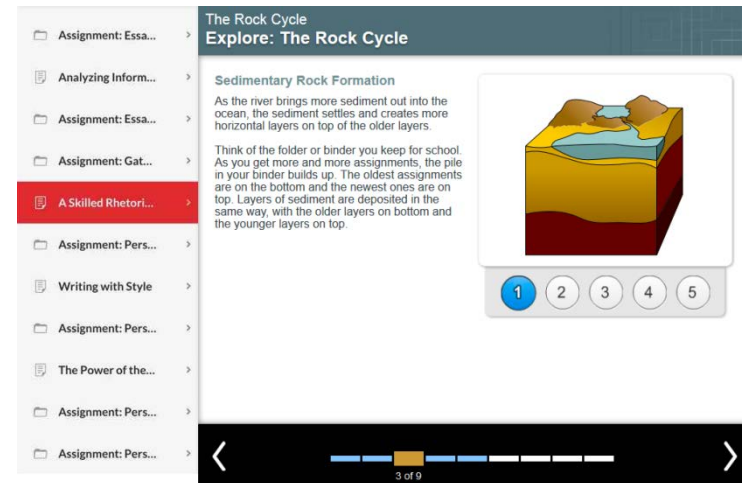 Assignment: Essa...
Analyzing Inform...
Assignment: Essa...
Assignment: Gat...
A Skilled Rhetori...
Assignment: Pers...
Writing with Style
Assignment: Pers...
The Power of the...
Assignment: Pers...
Assignment: Pers...
The Rock Cycle
Explore: The Rock Cycle
Sedimentary Rock Formation
As the river brings more sediment out into the
ocean, the sediment settles and creates more
horizontal layers on top of the older layers.
Think of the folder or binder you keep for school.
As you get more and more assignments, the pile
in your binder builds up. The oldest assignments
are on the bottom and the newest ones are on
top. Layers of sediment are deposited in the
same way, with the older layers on bottom and
the younger layers on top.
1 2 3 4 5
3 of 9